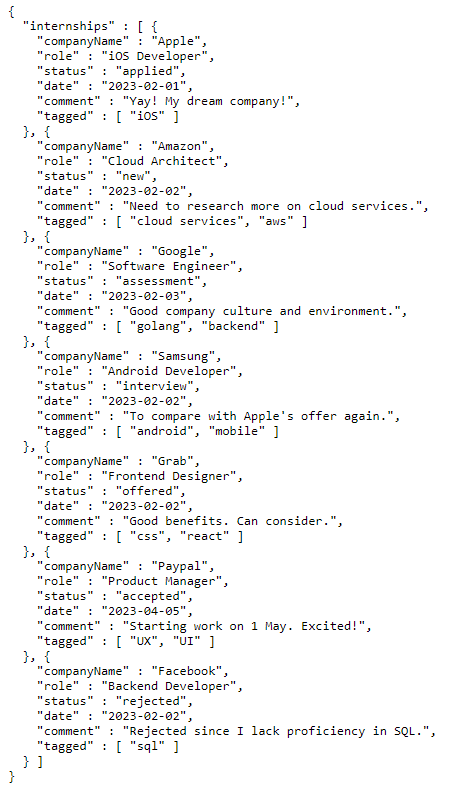 {
  "internships" : [ {
    "companyName" : "Apple",
    "role" : "iOS Developer",
    "status" : "applied",
    "date" : "2023-02-01",
    "comment" : "Yay! My dream company!",
    "tagged" : [ "iOS" ]
  }, {
    "companyName" : "Amazon",
    "role" : "Cloud Architect",
    "status" : "new",
    "date" : "2023-02-02",
    "comment" : "Need to research more on cloud services.",
    "tagged" : [ "cloud services", "aws" ]
  }, {
    "companyName" : "Google",
    "role" : "Software Engineer",
    "status" : "assessment",
    "date" : "2023-02-03",
    "comment" : "Good company culture and environment.",
    "tagged" : [ "golang", "backend" ]
  }, {
    "companyName" : "Samsung",
    "role" : "Android Developer",
    "status" : "interview",
    "date" : "2023-02-02",
    "comment" : "To compare with Apple's offer again.",
    "tagged" : [ "android", "mobile" ]
  }, {
    "companyName" : "Grab",
    "role" : "Frontend Designer",
    "status" : "offered",
    "date" : "2023-02-02",
    "comment" : "Good benefits. Can consider.",
    "tagged" : [ "css", "react" ]
  }, {
    "companyName" : "Paypal",
    "role" : "Product Manager",
    "status" : "accepted",
    "date" : "2023-04-05",
    "comment" : "Starting work on 1 May. Excited!",
    "tagged" : [ "UX", "UI" ]
  }, {
    "companyName" : "Facebook",
    "role" : "Backend Developer",
    "status" : "rejected",
    "date" : "2023-02-02",
    "comment" : "Rejected since I lack proficiency in SQL.",
    "tagged" : [ "sql" ]
  } ]
}